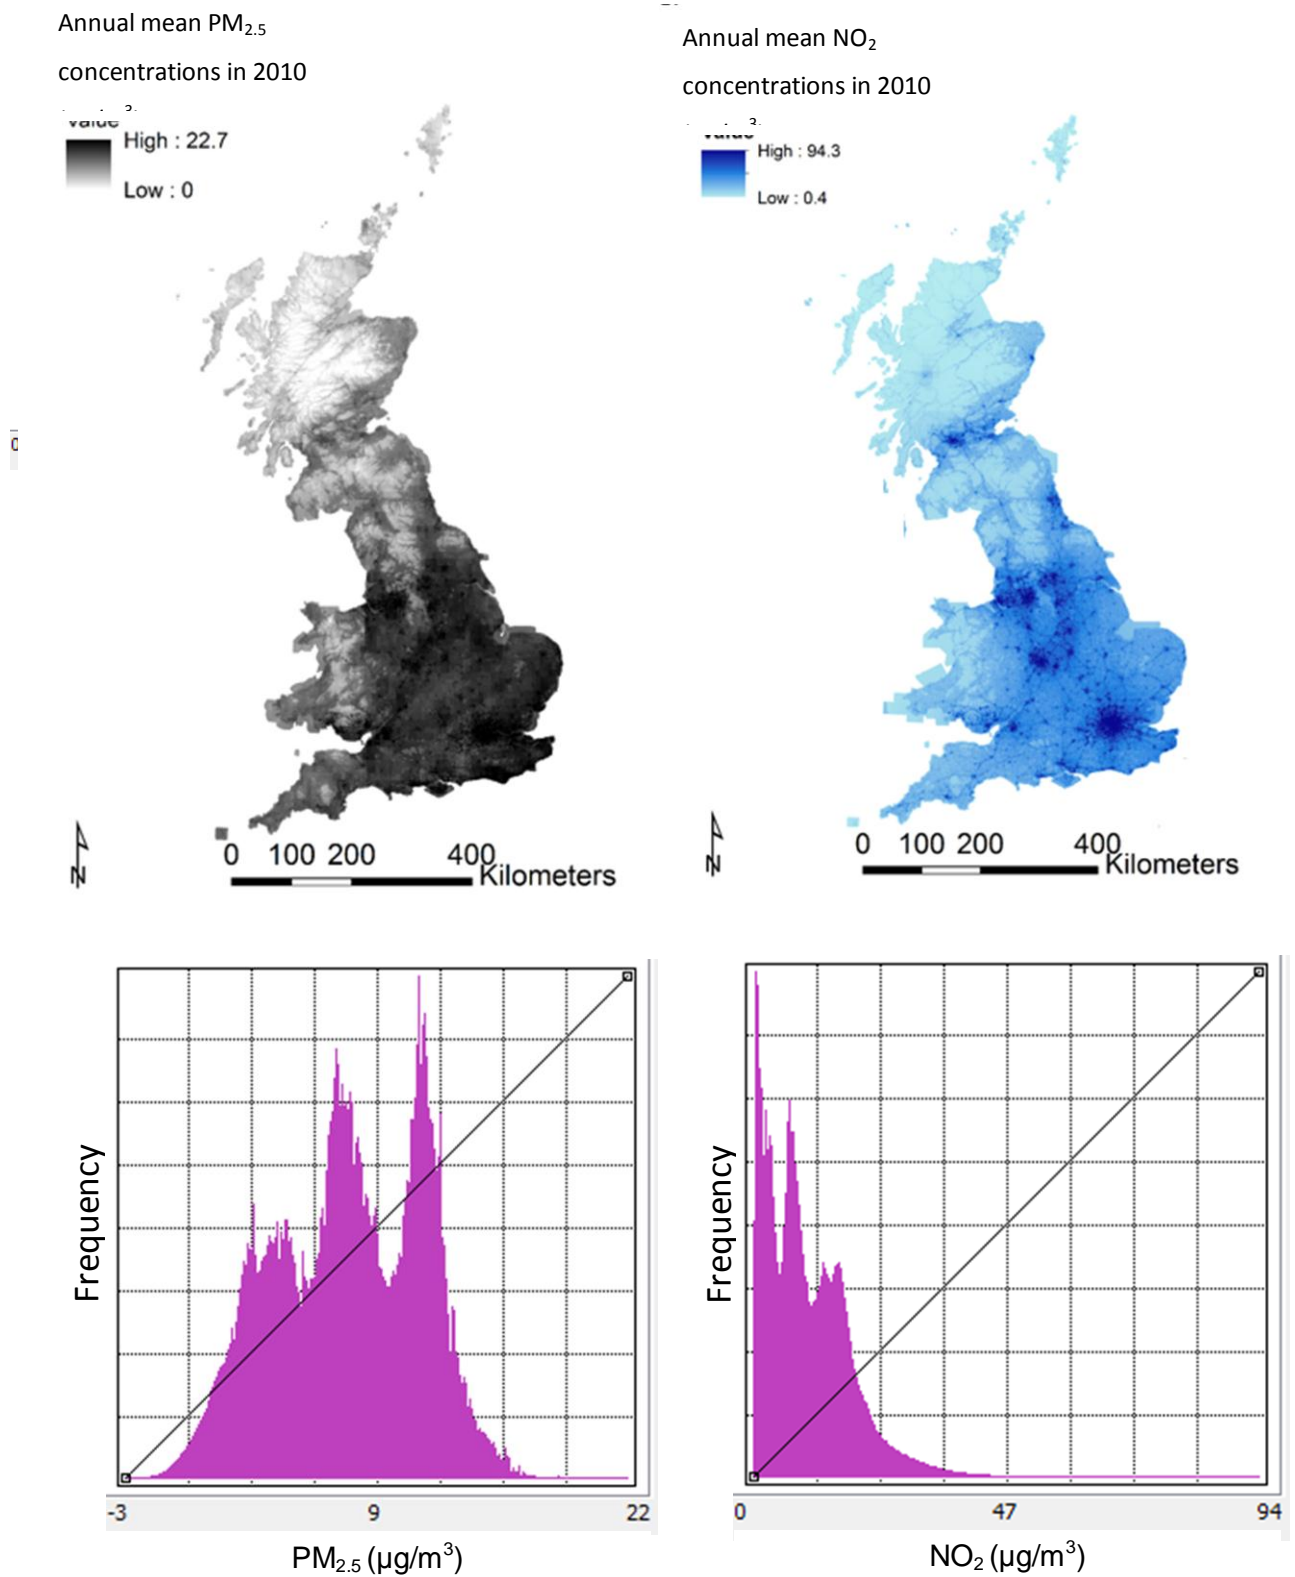 Annual mean PM2.5
concentrations in 2010
High : 22.7
Low : 0
0 100 200 400
Kilometers
N
Annual mean NO2
concentrations in 2010
High : 94.3
Low : 0.4
0 100 200 400
Kilometers
N
Frequency
-3 9 22
PM2.5 (µg/m3)
Frequency
0 47 94
NO2 (µg/m3)